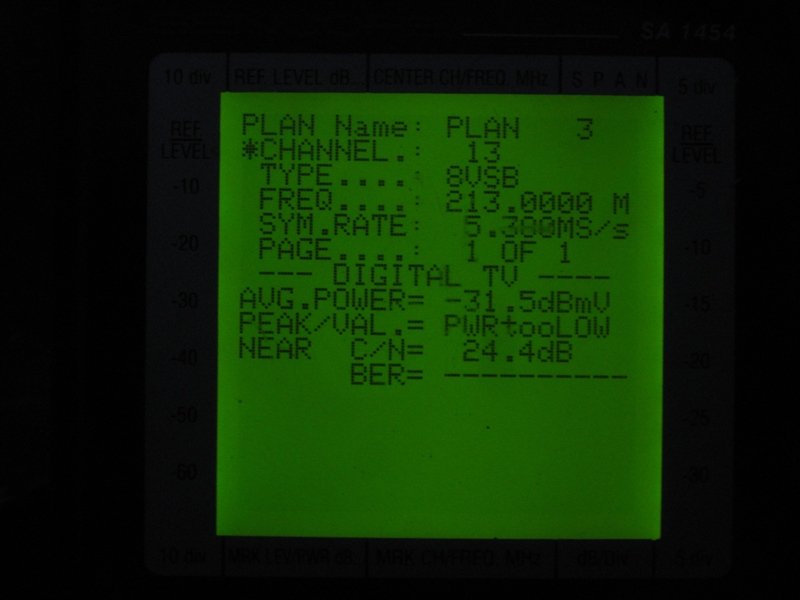 SA 1454
10 div REF LEVEL dB... CENTER CH/FREQ. MHz S P A N 5 div
REF LEVEL
REF LEVEL
PLAN Name: PLAN 3
*CHANNEL.: 13
TYPE....: 8VSB
FREQ....: 213.0000 M
SYM.RATE: 5.380MS/s
PAGE....: 1 OF 1
--- DIGITAL TV ----
AVG.POWER= -31.5dBmV
PEAK/VAL.= PWRtooLOW
NEAR C/N= 24.4dB
BER= ----------
-10 -5
-20 -10
-30 -15
-40 -20
-50 -25
-60 -30
10 div MRK LEV/PWR dB... MRK CH/FREQ. MHz dB/Div 5 div